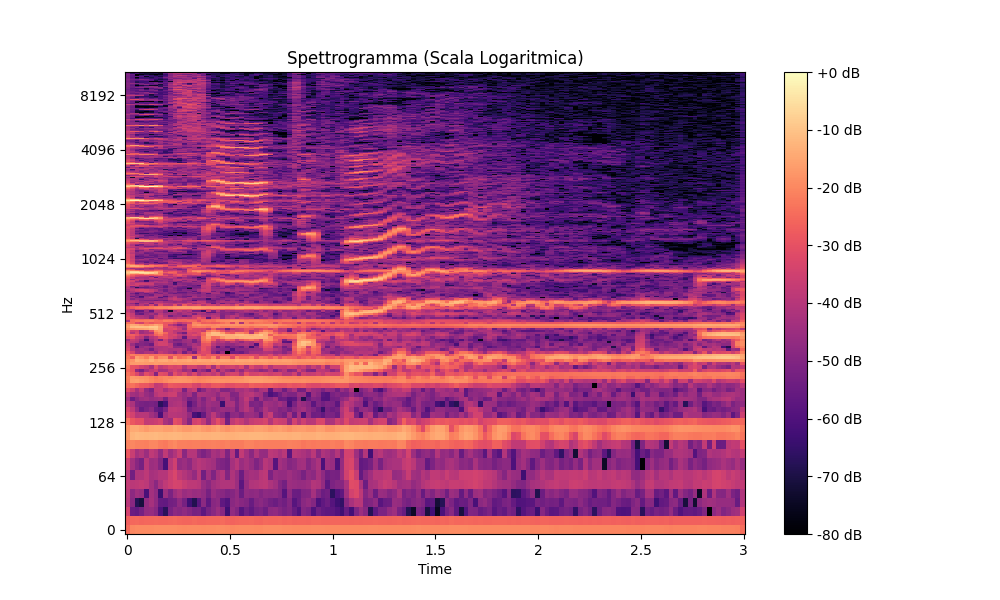 Spettrogramma (Scala Logaritmica)
8192
4096
2048
1024
512
256
128
64
0
Hz
0
0.5
1
1.5
2
2.5
3
Time
+0 dB
-10 dB
-20 dB
-30 dB
-40 dB
-50 dB
-60 dB
-70 dB
-80 dB